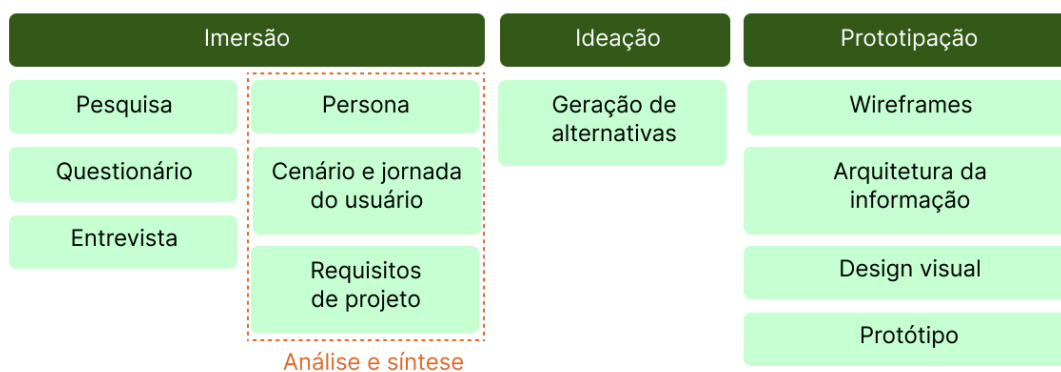 Imersão
Ideação
Prototipação
Pesquisa
Questionário
Entrevista
Persona
Cenário e jornada
do usuário
Requisitos
de projeto
Análise e síntese
Geração de
alternativas
Wireframes
Arquitetura da
informação
Design visual
Protótipo